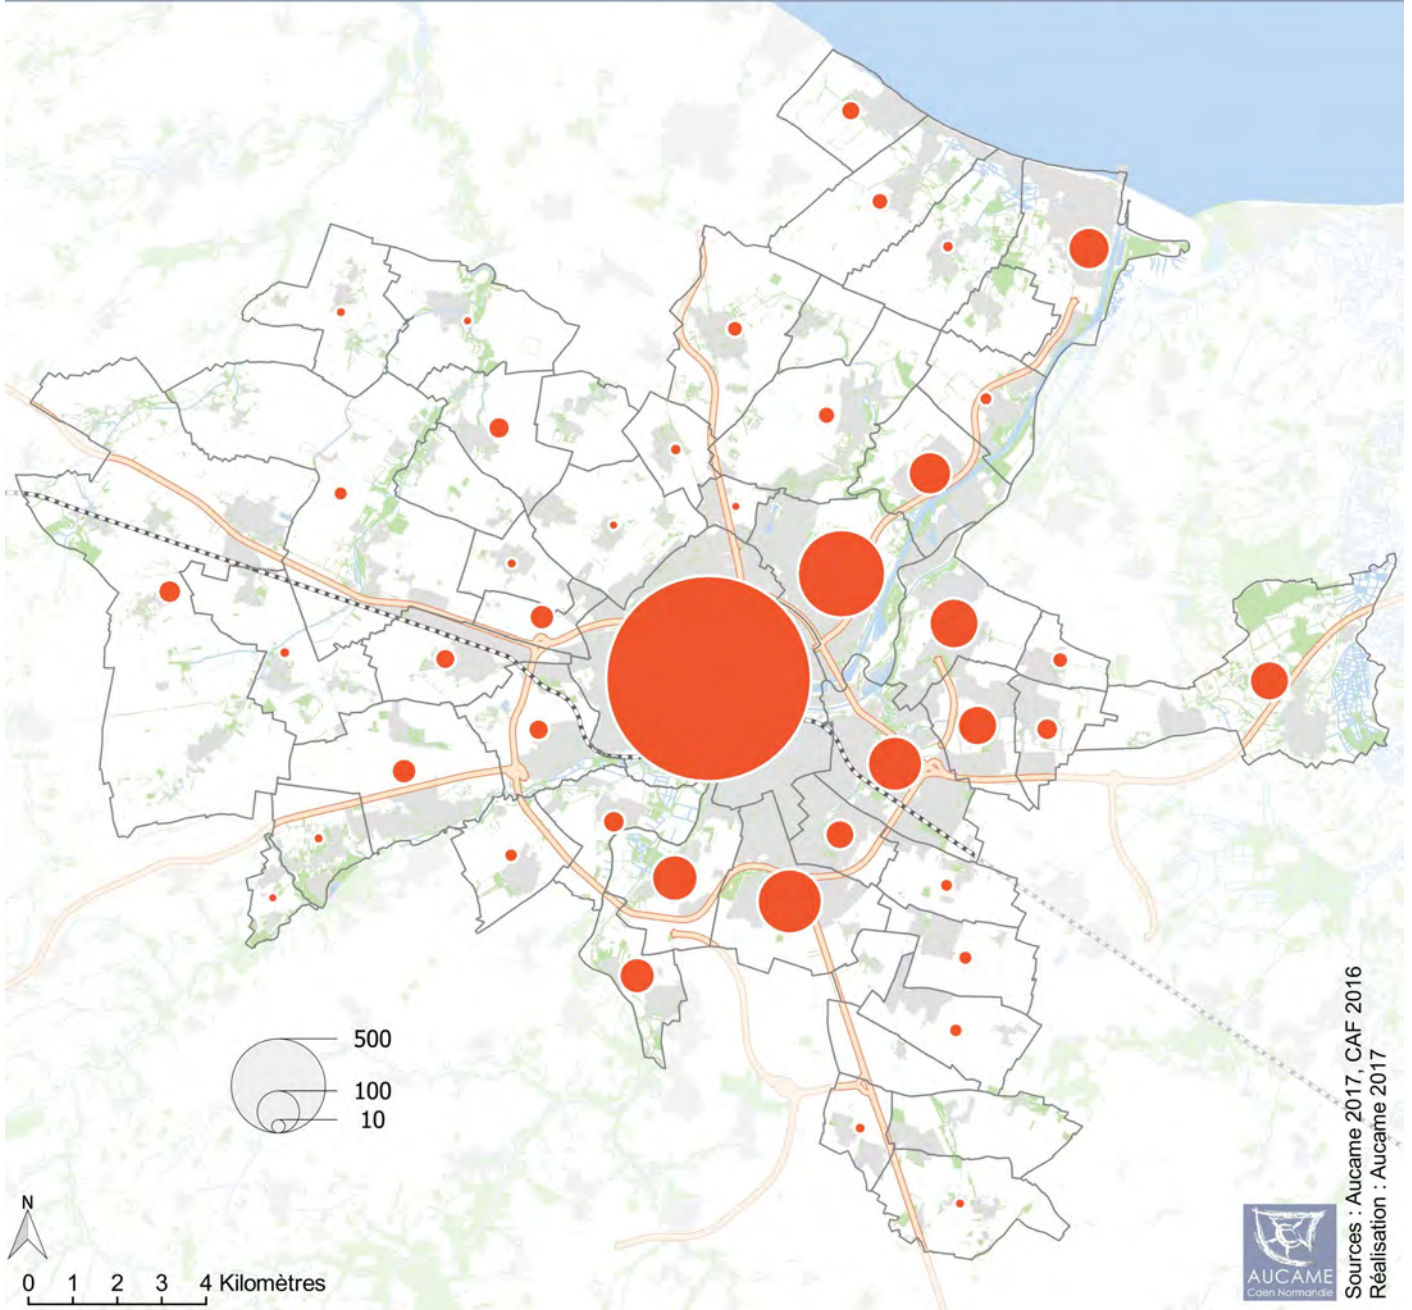 500
100
10
N
0 1 2 3 4 Kilomètres
AUCAME
Caen Normandie
Sources : Aucame 2017, CAF 2016
Réalisation : Aucame 2017